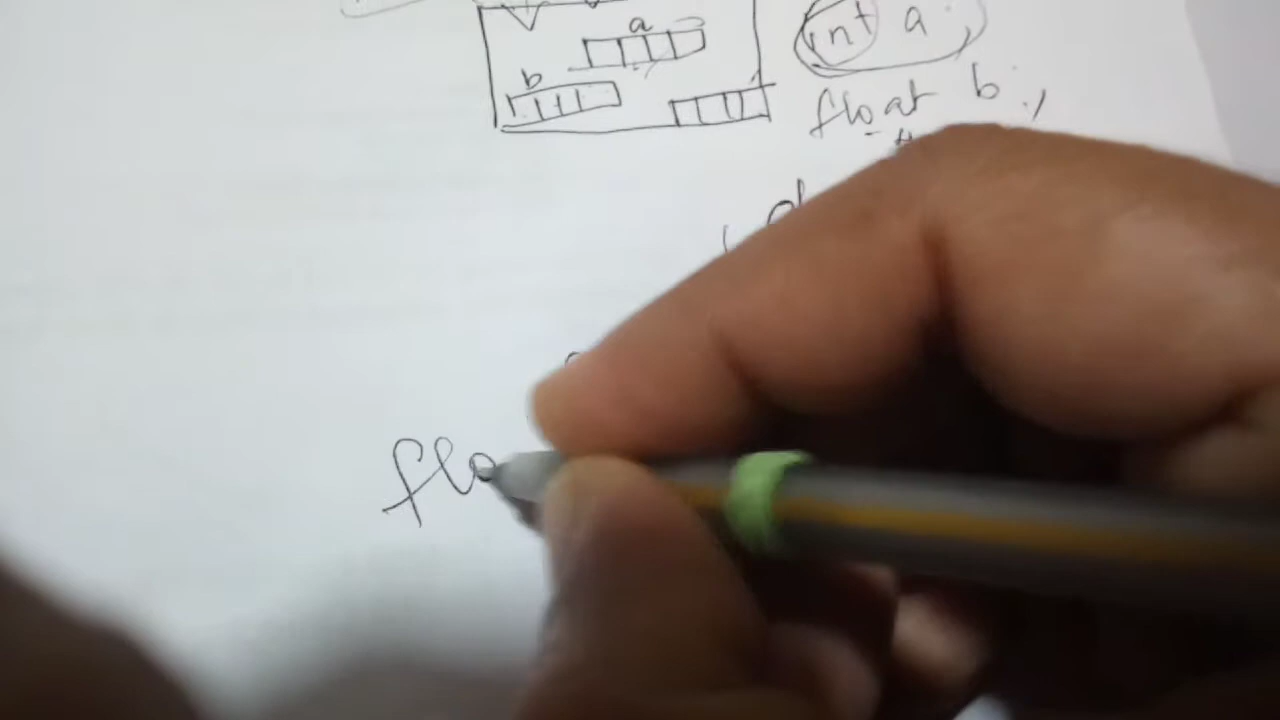 a
int a;
b
float b;
flo